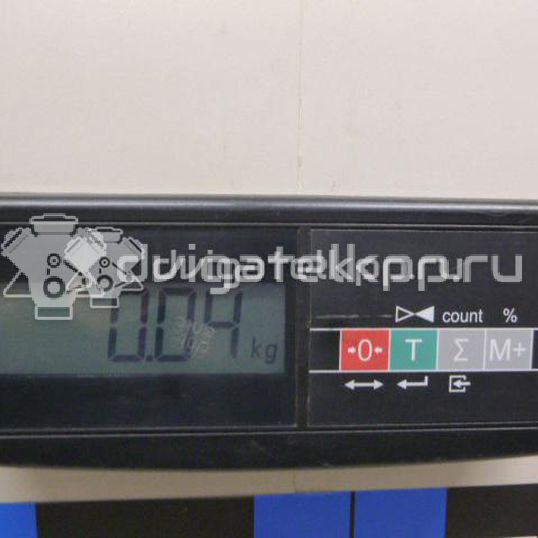 dvigatelkpp.ru
0.04 kg
count %
→0← T Σ M+